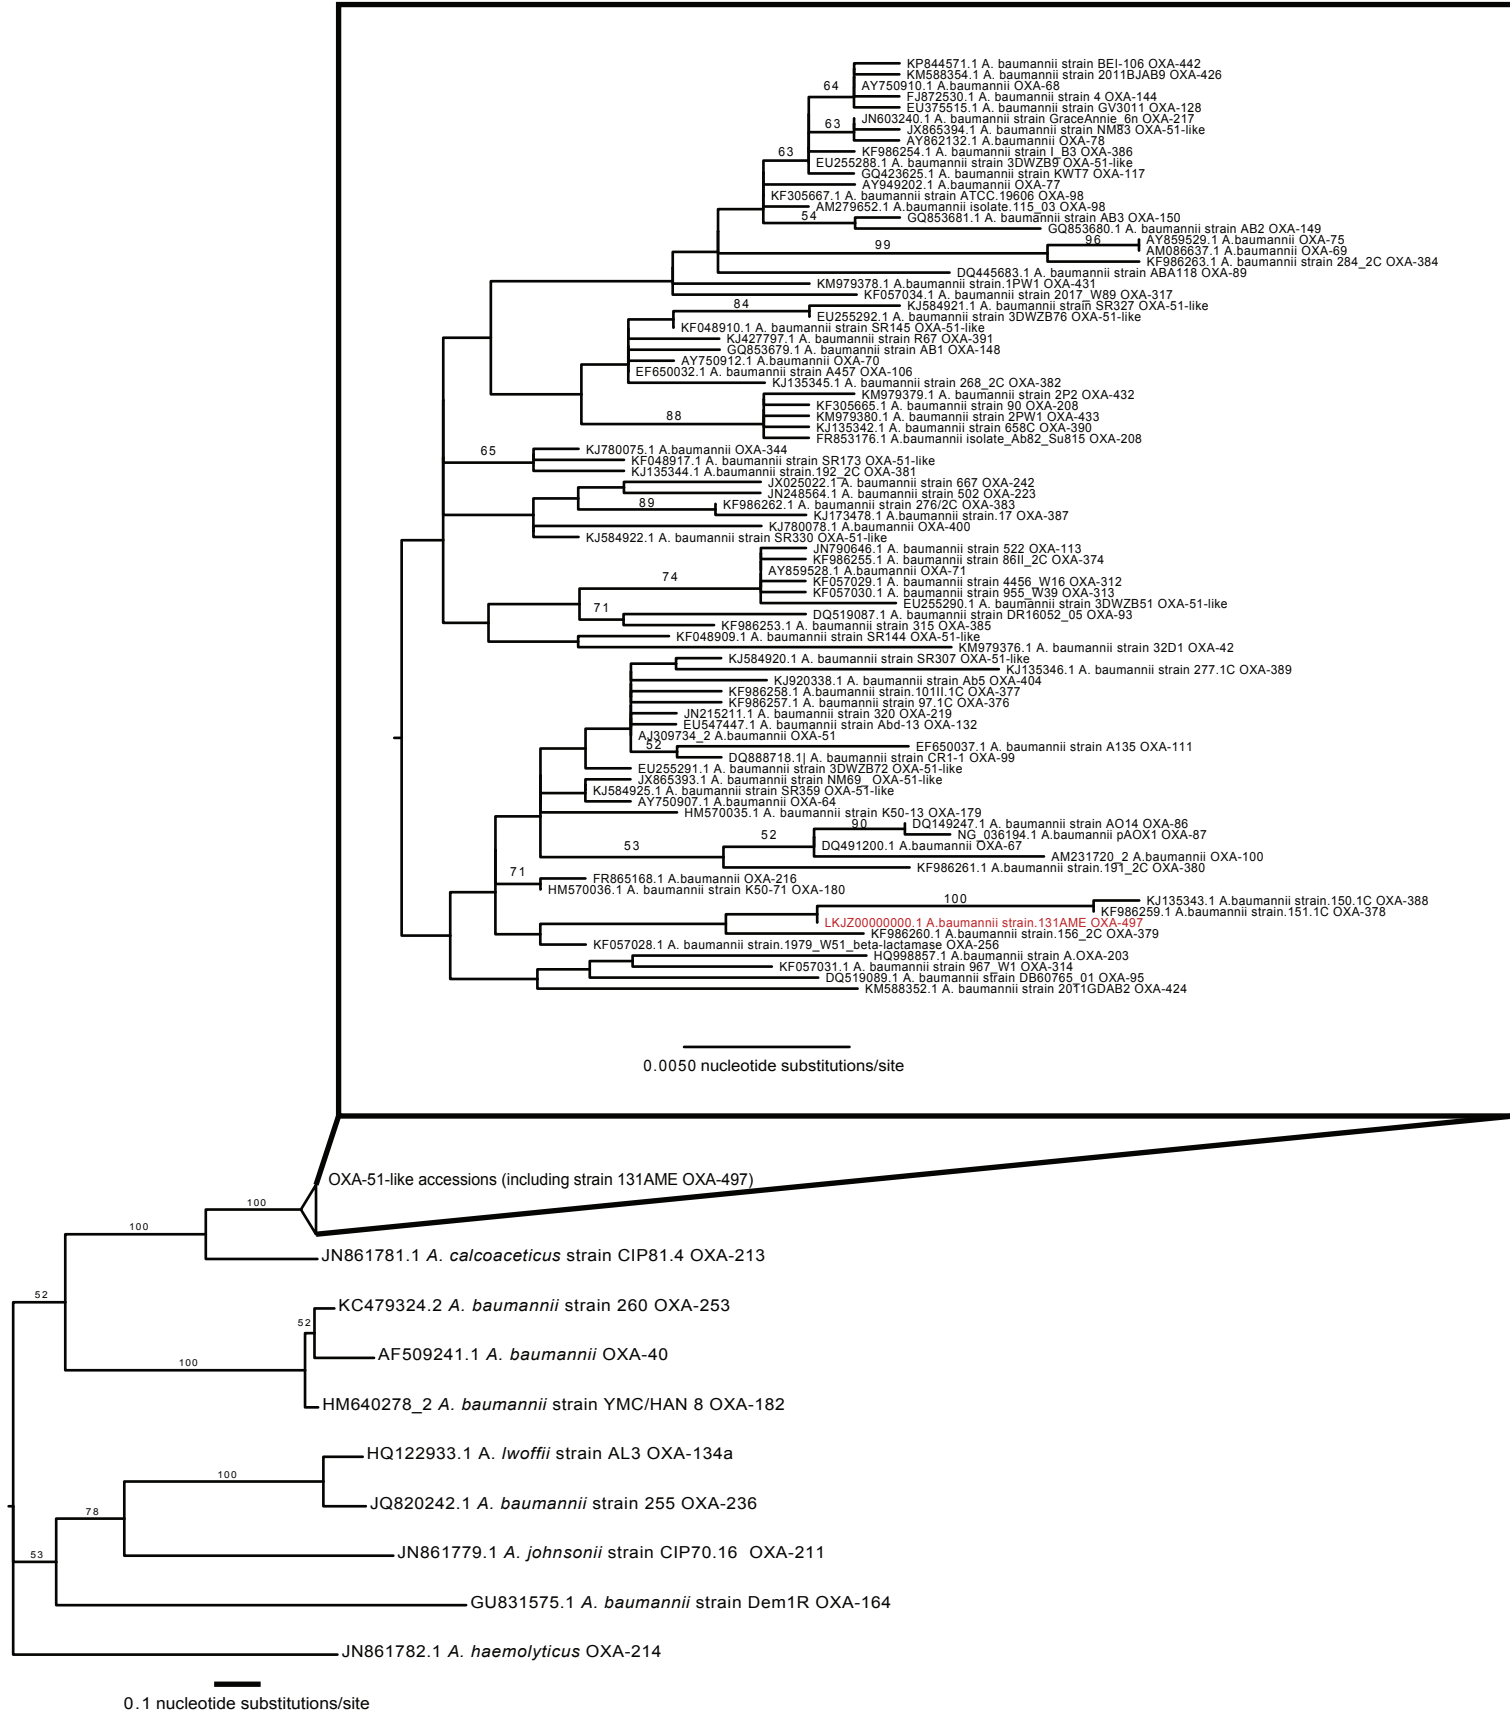 KP844571.1 A. baumannii strain BEI-106 OXA-442
KM588354.1 A. baumannii strain 2011BJAB9 OXA-426
64
AY750910.1 A.baumannii OXA-68
FJ872530.1 A. baumannii strain 4 OXA-144
EU375515.1 A. baumannii strain GV3011 OXA-128
JN603240.1 A. baumannii strain GraceAnnie_6n OXA-217
63
JX865394.1 A. baumannii strain NM83 OXA-51-like
AY862132.1 A.baumannii OXA-78
63
KF986254.1 A. baumannii strain I_B3 OXA-386
EU255288.1 A. baumannii strain 3DWZB9 OXA-51-like
GQ423625.1 A. baumannii strain KWT7 OXA-117
AY949202.1 A.baumannii OXA-77
KF305667.1 A. baumannii strain ATCC.19606 OXA-98
AM279652.1 A.baumannii isolate.115_03 OXA-98
54
GQ853681.1 A. baumannii strain AB3 OXA-150
GQ853680.1 A. baumannii strain AB2 OXA-149
99
96
AY859529.1 A.baumannii OXA-75
AM086637.1 A.baumannii OXA-69
KF986263.1 A. baumannii strain 284_2C OXA-384
DQ445683.1 A. baumannii strain ABA118 OXA-89
KM979378.1 A. baumannii strain.1PW1 OXA-431
KF057034.1 A. baumannii strain 2017_W89 OXA-317
84
KJ584921.1 A. baumannii strain SR327 OXA-51-like
EU255292.1 A. baumannii strain 3DWZB76 OXA-51-like
KF048910.1 A. baumannii strain SR145 OXA-51-like
KJ427797.1 A. baumannii strain R67 OXA-391
GQ853679.1 A. baumannii strain AB1 OXA-148
AY750912.1 A.baumannii OXA-70
EF650032.1 A. baumannii strain A457 OXA-106
KJ135345.1 A. baumannii strain 268_2C OXA-382
KM979379.1 A. baumannii strain 2P2 OXA-432
KF305665.1 A. baumannii strain 90 OXA-208
88
KM979380.1 A. baumannii strain 2PW1 OXA-433
KJ135342.1 A. baumannii strain 658C OXA-390
FR853176.1 A.baumannii isolate_Ab82_Su815 OXA-208
65
KJ780075.1 A.baumannii OXA-344
KF048917.1 A. baumannii strain SR173 OXA-51-like
KJ135344.1 A.baumannii strain.192_2C OXA-381
JX025022.1 A. baumannii strain 667 OXA-242
JN248564.1 A. baumannii strain 502 OXA-223
89
KF986262.1 A. baumannii strain 276/2C OXA-383
KJ173478.1 A.baumannii strain.17 OXA-387
KJ780078.1 A.baumannii OXA-400
KJ584922.1 A. baumannii strain SR330 OXA-51-like
JN790646.1 A. baumannii strain 522 OXA-113
KF986255.1 A. baumannii strain 86II_2C OXA-374
AY859528.1 A.baumannii OXA-71
74
KF057029.1 A. baumannii strain 4456_W16 OXA-312
KF057030.1 A. baumannii strain 955_W39 OXA-313
EU255290.1 A. baumannii strain 3DWZB51 OXA-51-like
71
DQ519087.1 A. baumannii strain DR16052_05 OXA-93
KF986253.1 A. baumannii strain 315 OXA-385
KF048909.1 A. baumannii strain SR144 OXA-51-like
KM979376.1 A. baumannii strain 32D1 OXA-42
KJ584920.1 A. baumannii strain SR307 OXA-51-like
KJ135346.1 A. baumannii strain 277.1C OXA-389
KJ920338.1 A. baumannii strain Ab5 OXA-404
KF986258.1 A.baumannii strain.101II.1C OXA-377
KF986257.1 A. baumannii strain 97.1C OXA-376
JN215211.1 A. baumannii strain 320 OXA-219
EU547447.1 A. baumannii strain Abd-13 OXA-132
AJ309734_2 A.baumannii OXA-51
52
EF650037.1 A. baumannii strain A135 OXA-111
DQ888718.1| A. baumannii strain CR1-1 OXA-99
EU255291.1 A. baumannii strain 3DWZB72 OXA-51-like
JX865393.1 A. baumannii strain NM69_ OXA-51-like
KJ584925.1 A. baumannii strain SR359 OXA-51-like
AY750907.1 A.baumannii OXA-64
HM570035.1 A. baumannii strain K50-13 OXA-179
90
DQ149247.1 A. baumannii strain AO14 OXA-86
52
NG_036194.1 A.baumannii pAOX1 OXA-87
53
DQ491200.1 A.baumannii OXA-67
AM231720_2 A.baumannii OXA-100
KF986261.1 A.baumannii strain.191_2C OXA-380
71
FR865168.1 A.baumannii OXA-216
HM570036.1 A. baumannii strain K50-71 OXA-180
100
KJ135343.1 A.baumannii strain.150.1C OXA-388
KF986259.1 A.baumannii strain.151.1C OXA-378
LKJZ00000000.1 A.baumannii strain.131AME OXA-497
KF986260.1 A.baumannii strain.156_2C OXA-379
KF057028.1 A. baumannii strain.1979_W51_beta-lactamase OXA-256
HQ998857.1 A.baumannii strain A.OXA-203
KF057031.1 A. baumannii strain 967_W1 OXA-314
DQ519089.1 A. baumannii strain DB60765_01 OXA-95
KM588352.1 A. baumannii strain 2011GDAB2 OXA-424
0.0050 nucleotide substitutions/site
OXA-51-like accessions (including strain 131AME OXA-497)
100
100
JN861781.1 A. calcoaceticus strain CIP81.4 OXA-213
52
KC479324.2 A. baumannii strain 260 OXA-253
52
AF509241.1 A. baumannii OXA-40
100
HM640278_2 A. baumannii strain YMC/HAN 8 OXA-182
HQ122933.1 A. lwoffii strain AL3 OXA-134a
100
JQ820242.1 A. baumannii strain 255 OXA-236
78
JN861779.1 A. johnsonii strain CIP70.16 OXA-211
53
GU831575.1 A. baumannii strain Dem1R OXA-164
JN861782.1 A. haemolyticus OXA-214
0.1 nucleotide substitutions/site